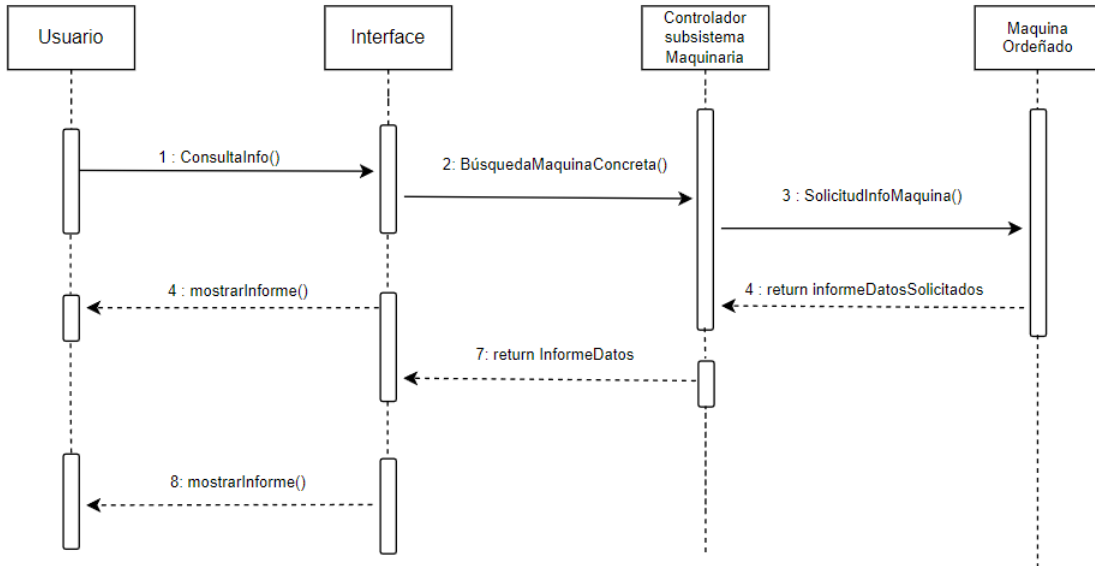 Usuario
Interface
Controlador
subsistema
Maquinaria
Maquina
Ordeñado
1 : ConsultaInfo()
2: BúsquedaMaquinaConcreta()
3 : SolicitudInfoMaquina()
4 : mostrarInforme()
4 : return informeDatosSolicitados
7: return InformeDatos
8: mostrarInforme()